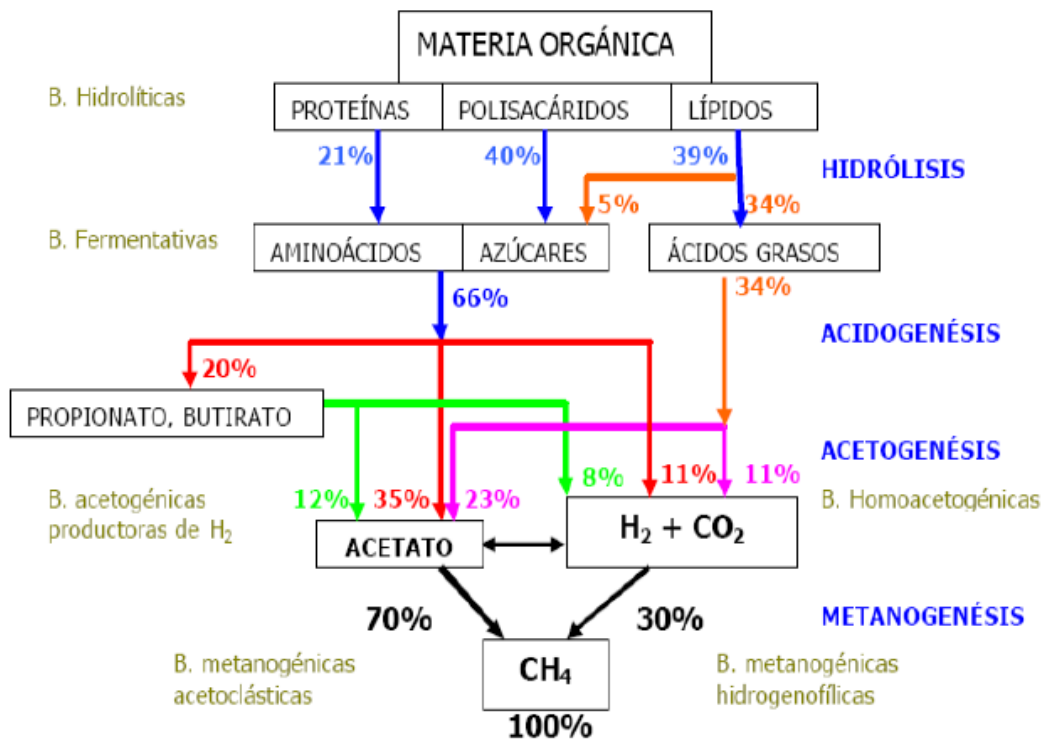 MATERIA ORGÁNICA
B. Hidrolíticas
PROTEÍNAS
POLISACÁRIDOS
LÍPIDOS
21%
40%
39%
HIDRÓLISIS
5%
34%
B. Fermentativas
AMINOÁCIDOS
AZÚCARES
ÁCIDOS GRASOS
66%
34%
ACIDOGENÉSIS
20%
PROPIONATO, BUTIRATO
ACETOGENÉSIS
B. acetogénicas
productoras de H₂
12%
35%
23%
8%
11%
11%
B. Homoacetogénicas
ACETATO
H₂ + CO₂
70%
30%
METANOGENÉSIS
B. metanogénicas
acetoclásticas
CH₄
B. metanogénicas
hidrogenofílicas
100%